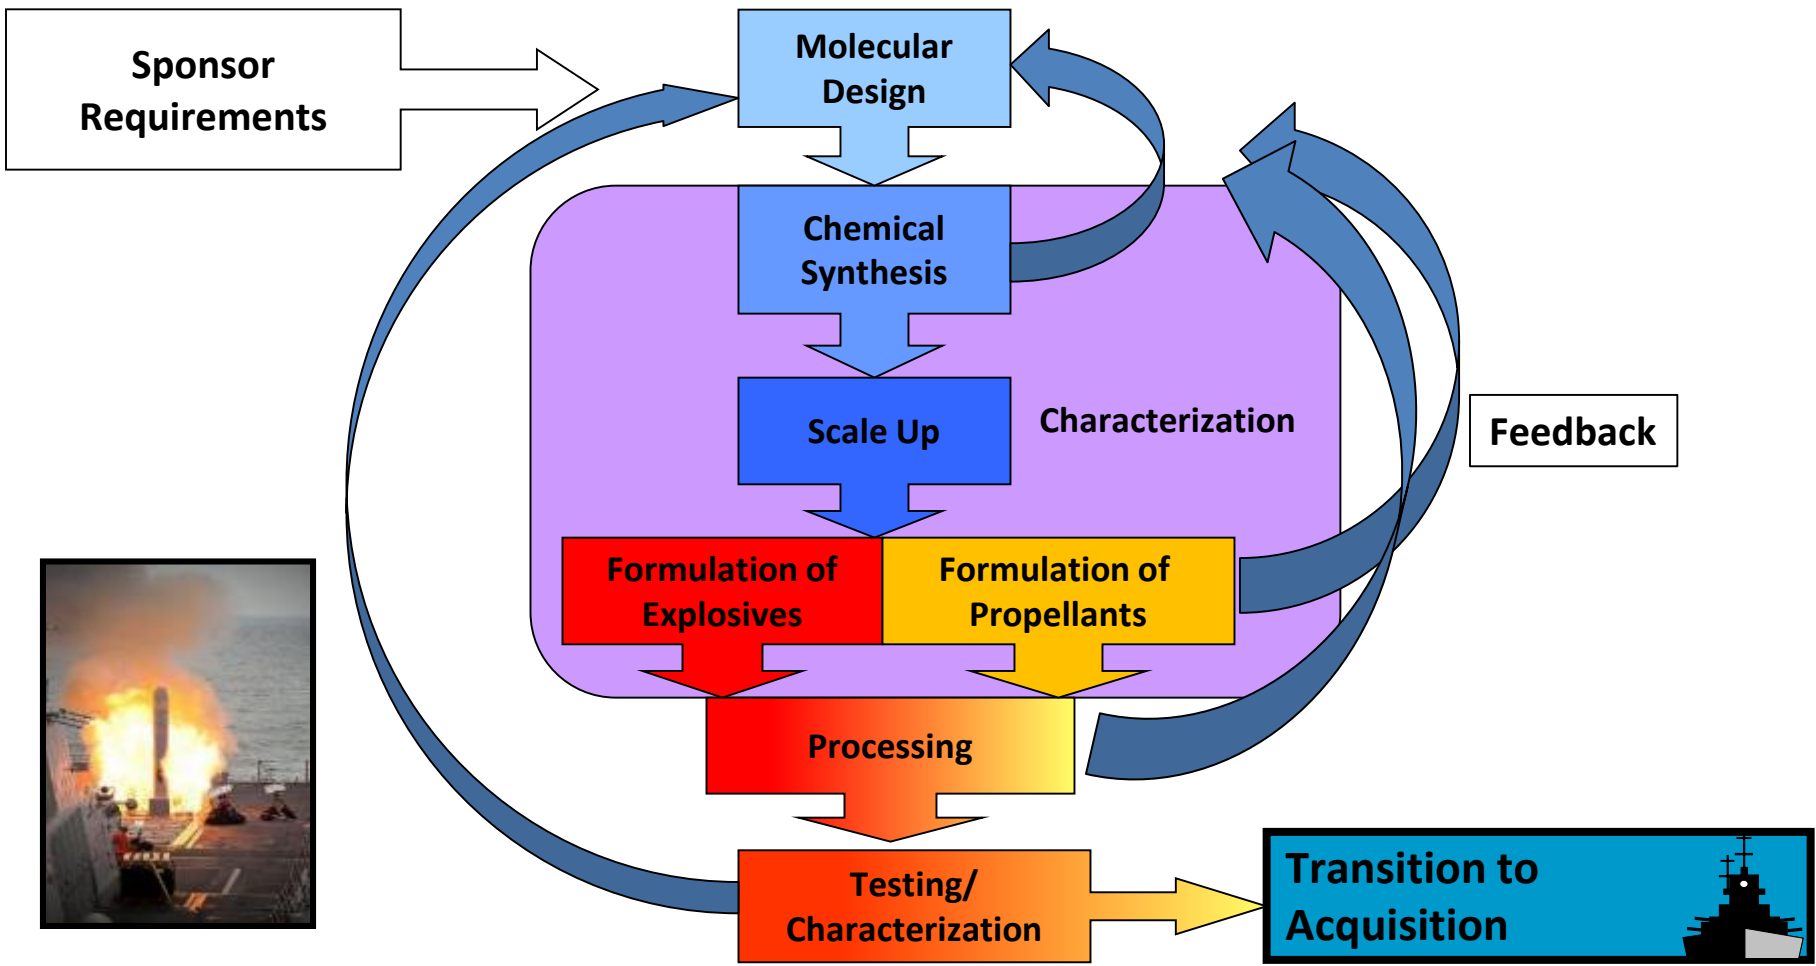 Sponsor
Requirements
Molecular
Design
Chemical
Synthesis
Scale Up
Characterization
Feedback
Formulation of
Explosives
Formulation of
Propellants
Processing
Testing/
Characterization
Transition to
Acquisition